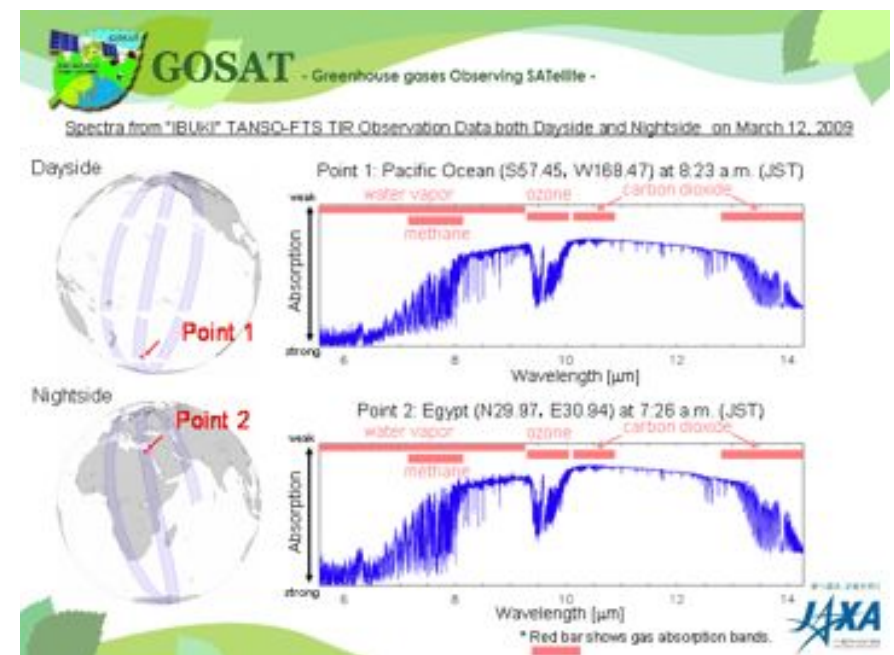 GOSAT - Greenhouse gases Observing SATellite -
Spectra from "IBUKI" TANSO-FTS TIR Observation Data both Dayside and Nightside on March 12, 2009
Dayside
Point 1: Pacific Ocean (S57.45, W168.47) at 8:23 a.m. (JST)
weak
water vapor
ozone
carbon dioxide
methane
Absorption
strong
6 8 10 12 14
Wavelength [μm]
Point 1
Nightside
Point 2: Egypt (N29.97, E30.94) at 7:26 a.m. (JST)
weak
water vapor
ozone
carbon dioxide
methane
Absorption
strong
6 8 10 12 14
Wavelength [μm]
Point 2
* Red bar shows gas absorption bands.
JAXA